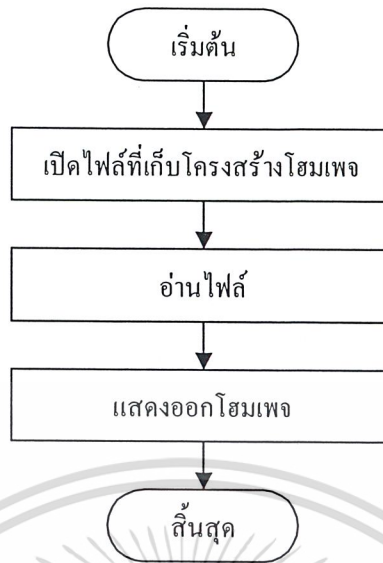 เริ่มต้น
เปิดไฟล์ที่เก็บโครงสร้างโฮมเพจ
อ่านไฟล์
แสดงออกโฮมเพจ
สิ้นสุด